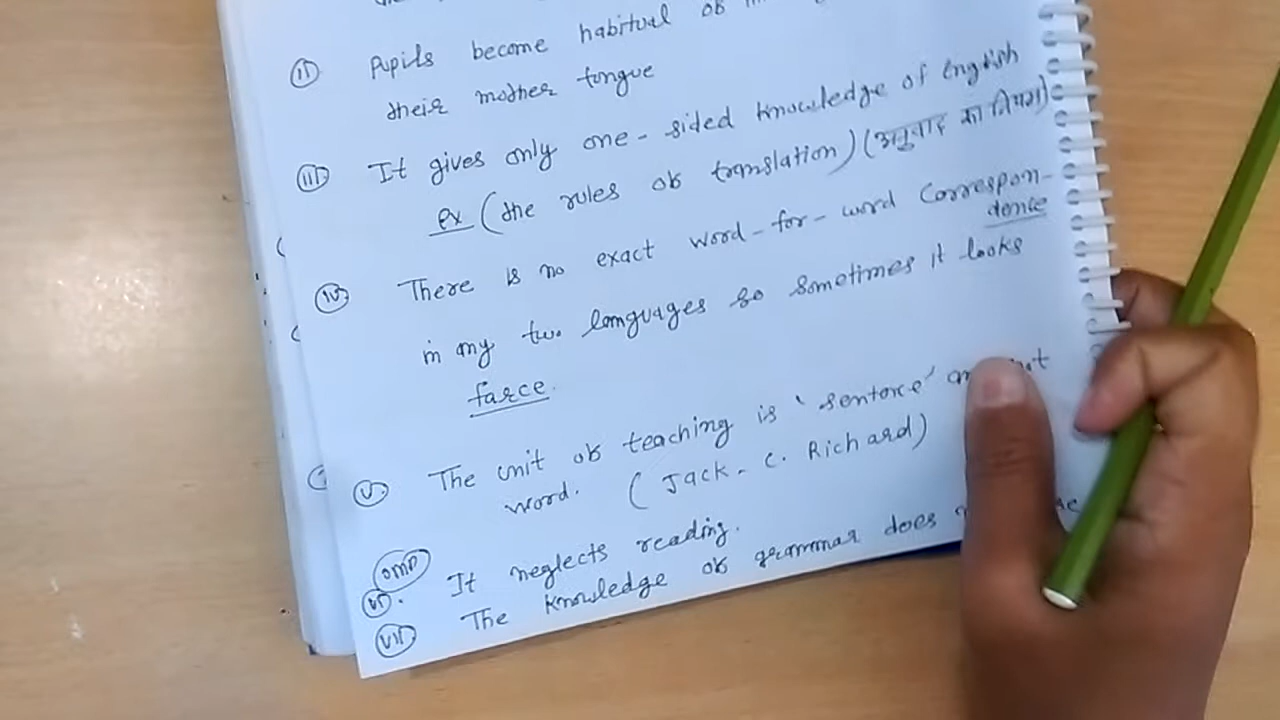 (ii) Pupils become habitual of
their mother tongue
(iii) It gives only one-sided knowledge of English
ex (the rules of translation) (अनुवाद का नियम)
(iv) There is no exact word-for-word Correspon-
dence
in my two languages so sometimes it looks
farce.
(v) The unit of teaching is 'sentence'
word. (Jack-C. Richard)
(vi). It neglects reading.
(vii) The knowledge of grammar does